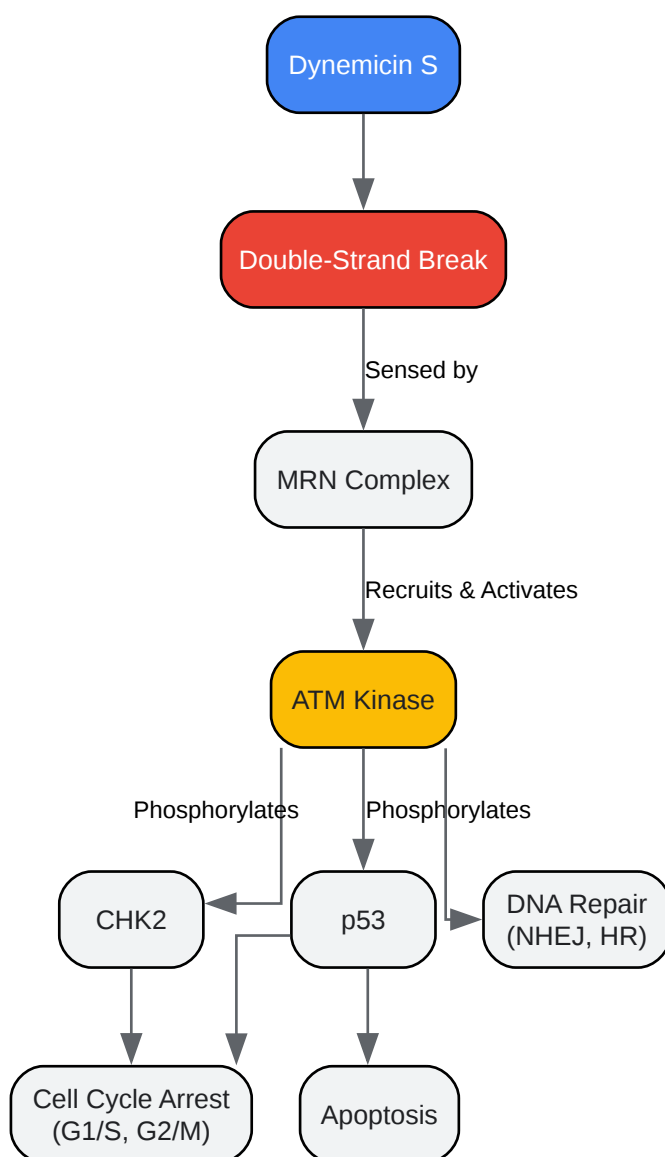 Dynemicin S
Double-Strand Break
Sensed by
MRN Complex
Recruits & Activates
ATM Kinase
Phosphorylates
Phosphorylates
CHK2
p53
DNA Repair
(NHEJ, HR)
Cell Cycle Arrest
(G1/S, G2/M)
Apoptosis